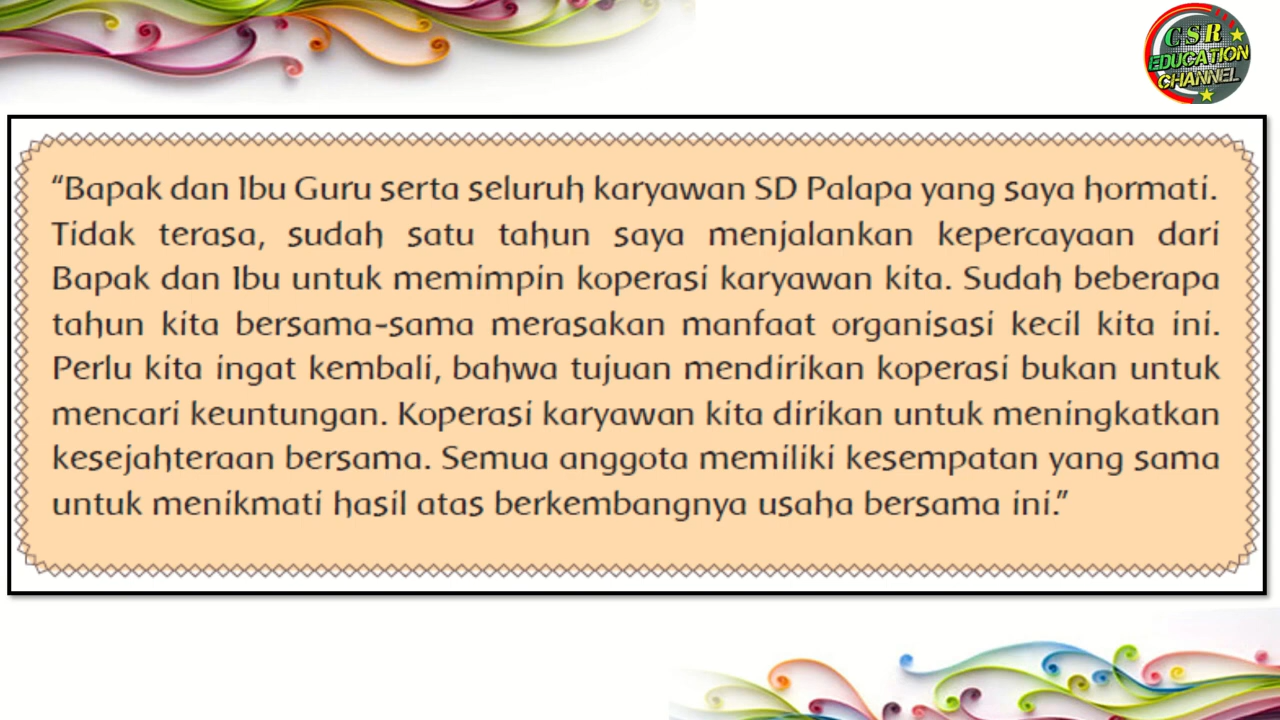 CSR
EDUCATION
CHANNEL
“Bapak dan Ibu Guru serta seluruh karyawan SD Palapa yang saya hormati.
Tidak terasa, sudah satu tahun saya menjalankan kepercayaan dari
Bapak dan Ibu untuk memimpin koperasi karyawan kita. Sudah beberapa
tahun kita bersama-sama merasakan manfaat organisasi kecil kita ini.
Perlu kita ingat kembali, bahwa tujuan mendirikan koperasi bukan untuk
mencari keuntungan. Koperasi karyawan kita dirikan untuk meningkatkan
kesejahteraan bersama. Semua anggota memiliki kesempatan yang sama
untuk menikmati hasil atas berkembangnya usaha bersama ini.”